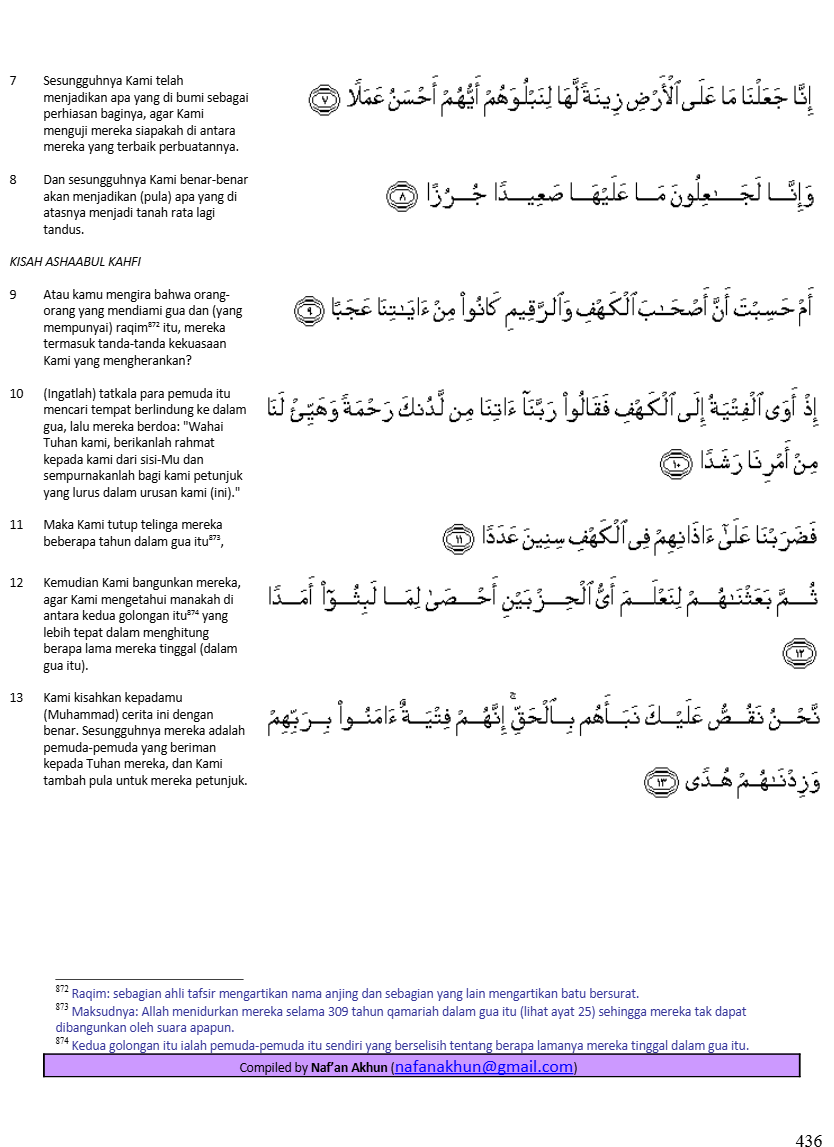 7 Sesungguhnya Kami telah
menjadikan apa yang di bumi sebagai
perhiasan baginya, agar Kami
menguji mereka siapakah di antara
mereka yang terbaik perbuatannya.
إِنَّا جَعَلْنَا مَا عَلَى ٱلْأَرْضِ زِينَةً لَّهَا لِنَبْلُوَهُمْ أَيُّهُمْ أَحْسَنُ عَمَلًا ٧
8 Dan sesungguhnya Kami benar-benar
akan menjadikan (pula) apa yang di
atasnya menjadi tanah rata lagi
tandus.
وَإِنَّا لَجَـٰعِلُونَ مَا عَلَيْهَا صَعِيدًا جُرُزًا ٨
KISAH ASHAABUL KAHFI
9 Atau kamu mengira bahwa orang-
orang yang mendiami gua dan (yang
mempunyai) raqim872 itu, mereka
termasuk tanda-tanda kekuasaan
Kami yang mengherankan?
أَمْ حَسِبْتَ أَنَّ أَصْحَـٰبَ ٱلْكَهْفِ وَٱلرَّقِيمِ كَانُوا۟ مِنْ ءَايَـٰتِنَا عَجَبًا ٩
10 (Ingatlah) tatkala para pemuda itu
mencari tempat berlindung ke dalam
gua, lalu mereka berdoa: "Wahai
Tuhan kami, berikanlah rahmat
kepada kami dari sisi-Mu dan
sempurnakanlah bagi kami petunjuk
yang lurus dalam urusan kami (ini)."
إِذْ أَوَى ٱلْفِتْيَةُ إِلَى ٱلْكَهْفِ فَقَالُوا۟ رَبَّنَآ ءَاتِنَا مِن لَّدُنكَ رَحْمَةً وَهَيِّئْ لَنَا
مِنْ أَمْرِنَا رَشَدًا ١٠
11 Maka Kami tutup telinga mereka
beberapa tahun dalam gua itu873,
فَضَرَبْنَا عَلَىٰٓ ءَاذَانِهِمْ فِى ٱلْكَهْفِ سِنِينَ عَدَدًا ١١
12 Kemudian Kami bangunkan mereka,
agar Kami mengetahui manakah di
antara kedua golongan itu874 yang
lebih tepat dalam menghitung
berapa lama mereka tinggal (dalam
gua itu).
ثُمَّ بَعَثْنَـٰهُمْ لِنَعْلَمَ أَىُّ ٱلْحِزْبَيْنِ أَحْصَىٰ لِمَا لَبِثُوٓا۟ أَمَدًا
١٢
13 Kami kisahkan kepadamu
(Muhammad) cerita ini dengan
benar. Sesungguhnya mereka adalah
pemuda-pemuda yang beriman
kepada Tuhan mereka, dan Kami
tambah pula untuk mereka petunjuk.
نَّحْنُ نَقُصُّ عَلَيْكَ نَبَأَهُم بِٱلْحَقِّ ۚ إِنَّهُمْ فِتْيَةٌ ءَامَنُوا۟ بِرَبِّهِمْ
وَزِدْنَـٰهُمْ هُدًى ١٣
872 Raqim: sebagian ahli tafsir mengartikan nama anjing dan sebagian yang lain mengartikan batu bersurat.
873 Maksudnya: Allah menidurkan mereka selama 309 tahun qamariah dalam gua itu (lihat ayat 25) sehingga mereka tak dapat
dibangunkan oleh suara apapun.
874 Kedua golongan itu ialah pemuda-pemuda itu sendiri yang berselisih tentang berapa lamanya mereka tinggal dalam gua itu.
Compiled by Naf’an Akhun (nafanakhun@gmail.com)
436